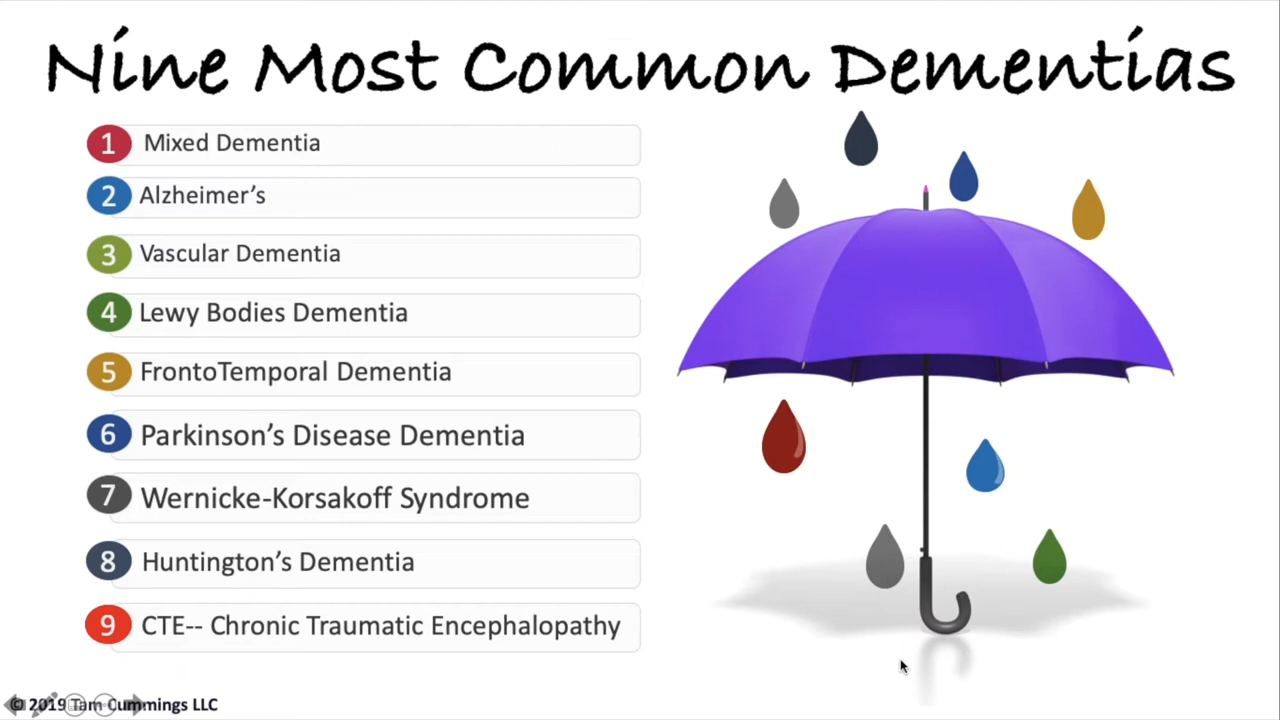 Nine Most Common Dementias
1 Mixed Dementia
2 Alzheimer’s
3 Vascular Dementia
4 Lewy Bodies Dementia
5 FrontoTemporal Dementia
6 Parkinson’s Disease Dementia
7 Wernicke-Korsakoff Syndrome
8 Huntington’s Dementia
9 CTE-- Chronic Traumatic Encephalopathy
© 2019 Tam Cummings LLC